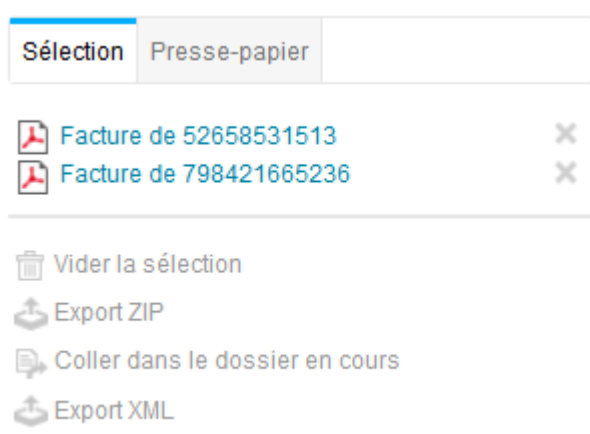 Sélection Presse-papier
Facture de 52658531513
Facture de 798421665236
Vider la sélection
Export ZIP
Coller dans le dossier en cours
Export XML